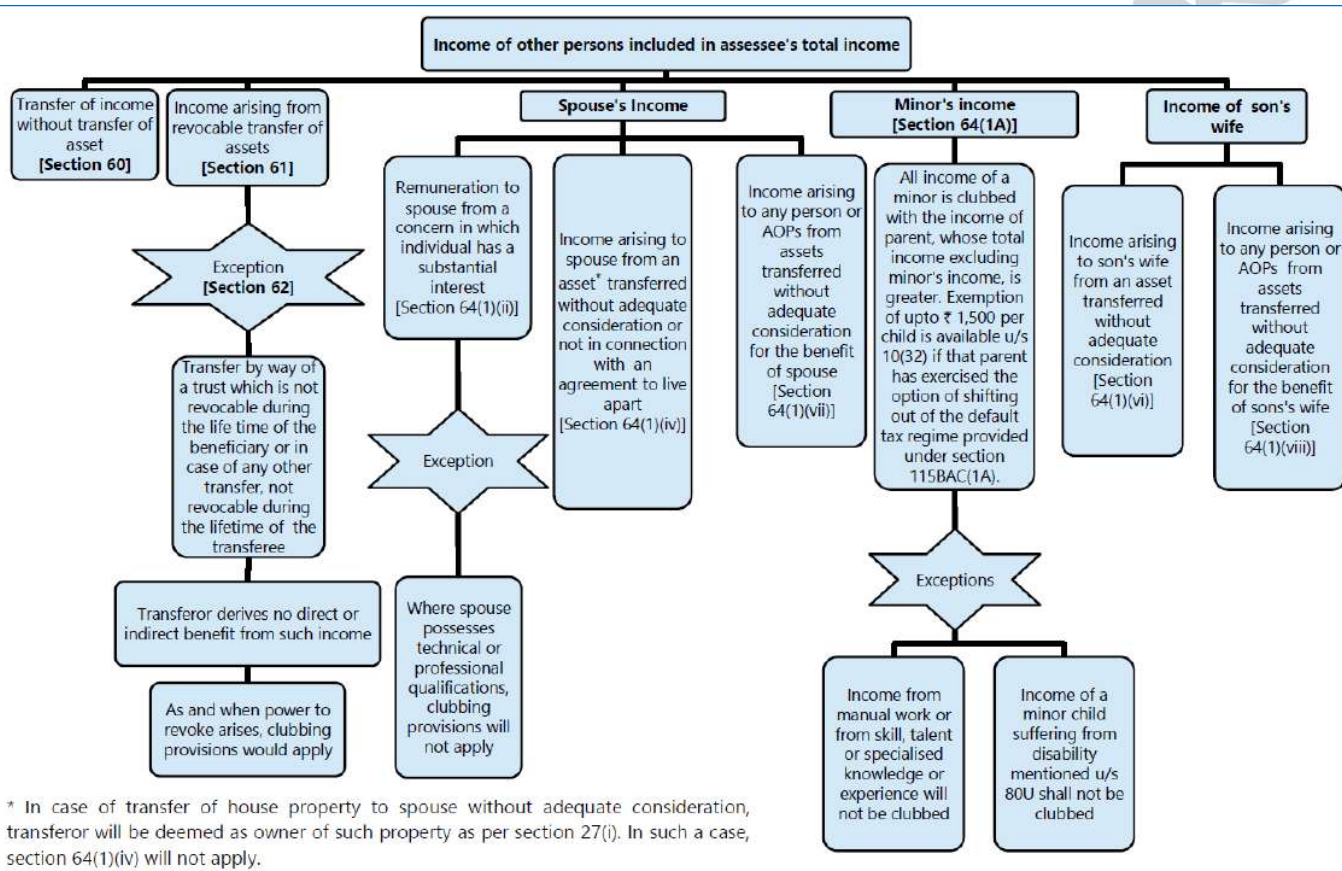 Income of other persons included in assessee's total income
Transfer of income
without transfer of
asset
[Section 60]
Income arising from
revocable transfer of
assets
[Section 61]
Exception
[Section 62]
Transfer by way of
a trust which is not
revocable during
the life time of the
beneficiary or in
case of any other
transfer, not
revocable during
the lifetime of the
transferee
Transferor derives no direct or
indirect benefit from such income
As and when power to
revoke arises, clubbing
provisions would apply
Spouse's Income
Remuneration to
spouse from a
concern in which
individual has a
substantial
interest
[Section 64(1)(ii)]
Exception
Where spouse
possesses
technical or
professional
qualifications,
clubbing
provisions will
not apply
Income arising to
spouse from an
asset* transferred
without adequate
consideration or
not in connection
with an
agreement to live
apart
[Section 64(1)(iv)]
Income arising
to any person or
AOPs from
assets
transferred
without
adequate
consideration
for the benefit
of spouse
[Section
64(1)(vii)]
Minor's income
[Section 64(1A)]
All income of a
minor is clubbed
with the income of
parent, whose total
income excluding
minor's income, is
greater. Exemption
of upto ₹ 1,500 per
child is available u/s
10(32) if that parent
has exercised the
option of shifting
out of the default
tax regime provided
under section
115BAC(1A).
Exceptions
Income from
manual work or
from skill, talent
or specialised
knowledge or
experience will
not be clubbed
Income of a
minor child
suffering from
disability
mentioned u/s
80U shall not be
clubbed
Income of son's
wife
Income arising
to son's wife
from an asset
transferred
without
adequate
consideration
[Section
64(1)(vi)]
Income arising
to any person or
AOPs from
assets
transferred
without
adequate
consideration
for the benefit
of sons's wife
[Section
64(1)(viii)]
* In case of transfer of house property to spouse without adequate consideration,
transferor will be deemed as owner of such property as per section 27(i). In such a case,
section 64(1)(iv) will not apply.